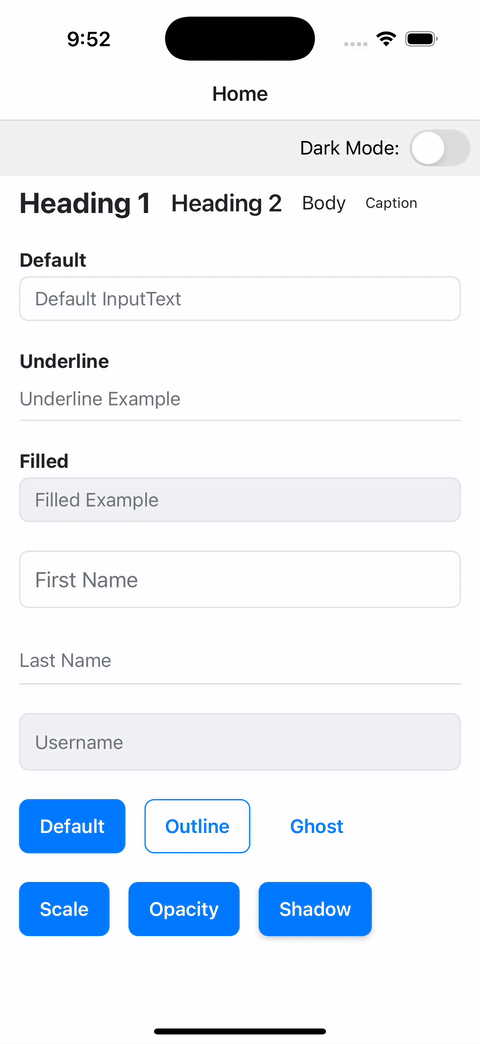 9:52
Home
Dark Mode:
Heading 1 Heading 2 Body Caption
Default
Default InputText
Underline
Underline Example
Filled
Filled Example
First Name
Last Name
Username
Default Outline Ghost
Scale Opacity Shadow